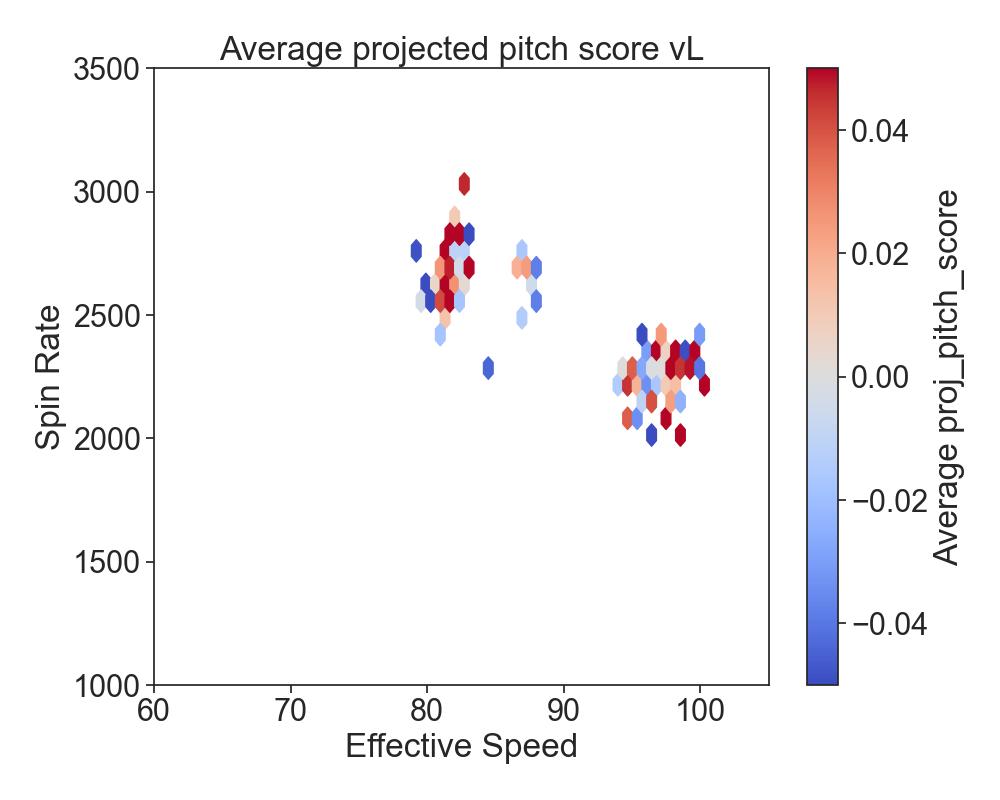 Average projected pitch score vL
3500
3000
2500
2000
1500
1000
Spin Rate
60 70 80 90 100
Effective Speed
0.04
0.02
0.00
−0.02
−0.04
Average proj_pitch_score